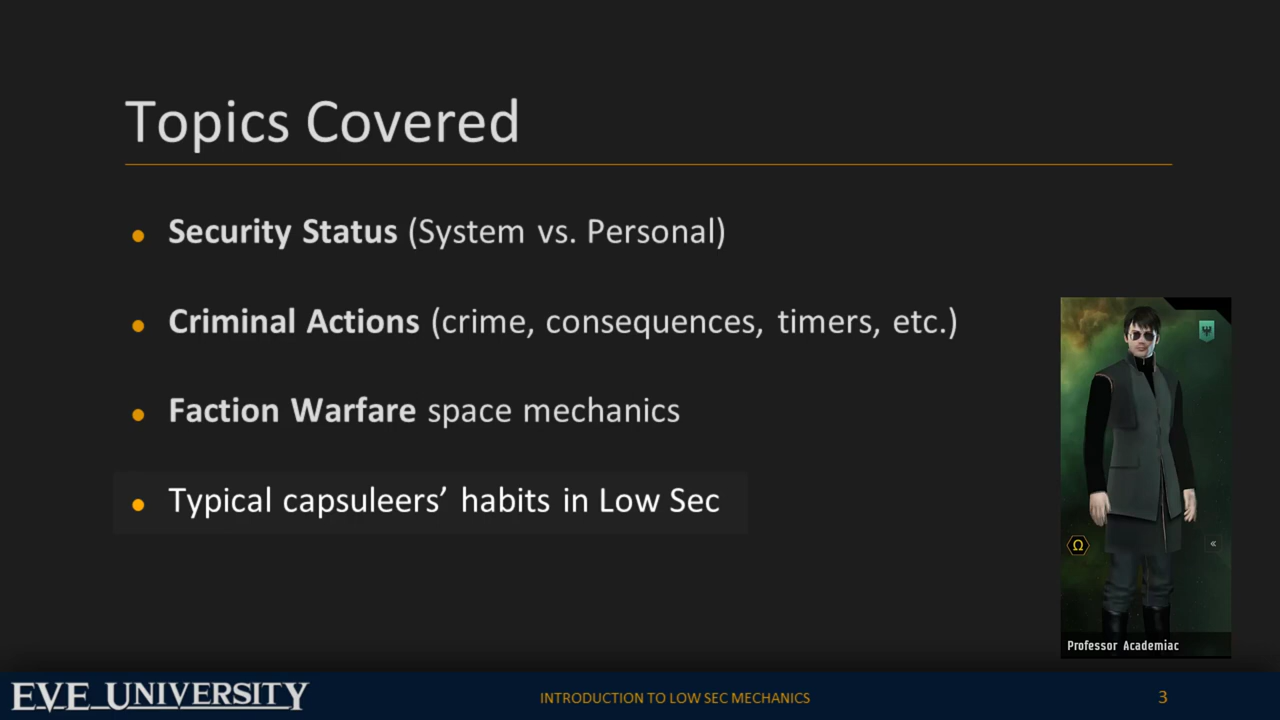 Topics Covered
• Security Status (System vs. Personal)
• Criminal Actions (crime, consequences, timers, etc.)
• Faction Warfare space mechanics
• Typical capsuleers’ habits in Low Sec
Ω
«
Professor Academiac
EVE UNIVERSITY
INTRODUCTION TO LOW SEC MECHANICS
3